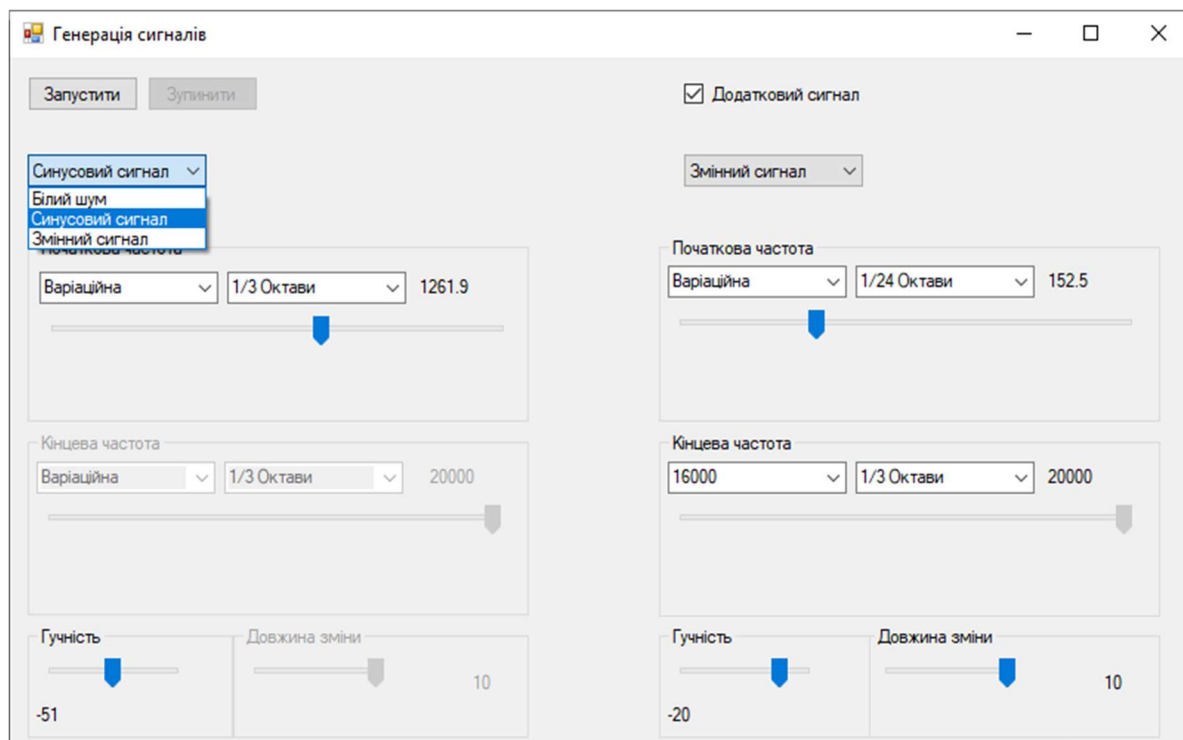 Генерація сигналів
Запустити Зупинити
Додатковий сигнал
Синусовий сигнал
Білий шум
Синусовий сигнал
Змінний сигнал
Змінний сигнал
Початкова частота
Варіаційна 1/3 Октави 1261.9
Кінцева частота
Варіаційна 1/3 Октави 20000
Гучність
-51
Довжина зміни
10
Початкова частота
Варіаційна 1/24 Октави 152.5
Кінцева частота
16000 1/3 Октави 20000
Гучність
-20
Довжина зміни
10